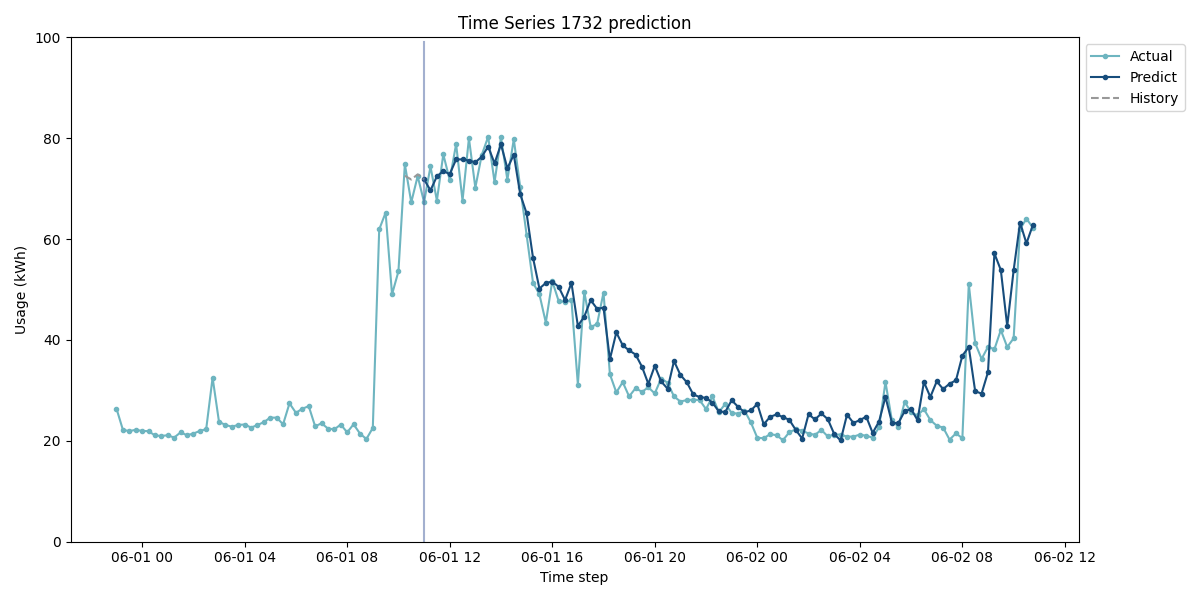 Time Series 1732 prediction
Usage (kWh)
100
80
60
40
20
0
06-01 00
06-01 04
06-01 08
06-01 12
06-01 16
06-01 20
06-02 00
06-02 04
06-02 08
06-02 12
Time step
Actual
Predict
History